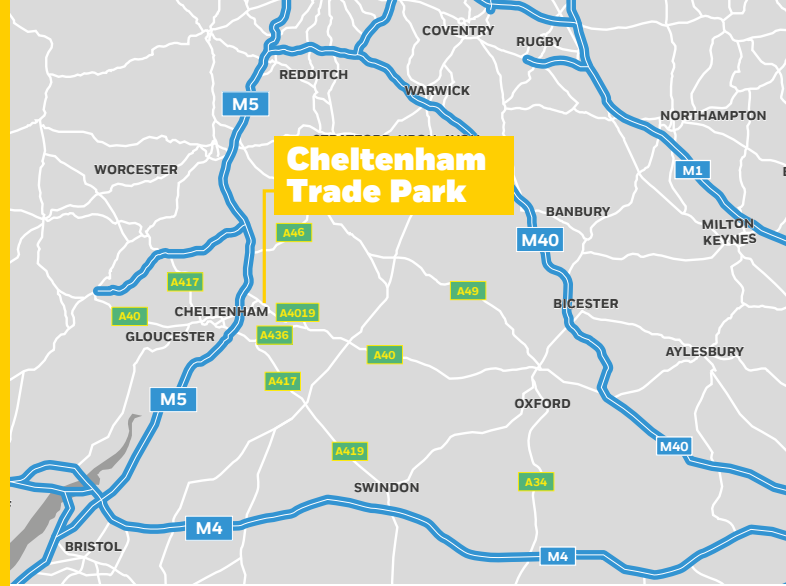 COVENTRY
RUGBY
REDDITCH
WARWICK
M5
NORTHAMPTON
Cheltenham
Trade Park
WORCESTER
M1
BANBURY
MILTON
KEYNES
A46
M40
A417
A49
BICESTER
CHELTENHAM
A4019
A40
GLOUCESTER
A436
A40
AYLESBURY
A417
M5
OXFORD
M40
A419
A34
SWINDON
M4
BRISTOL
M4